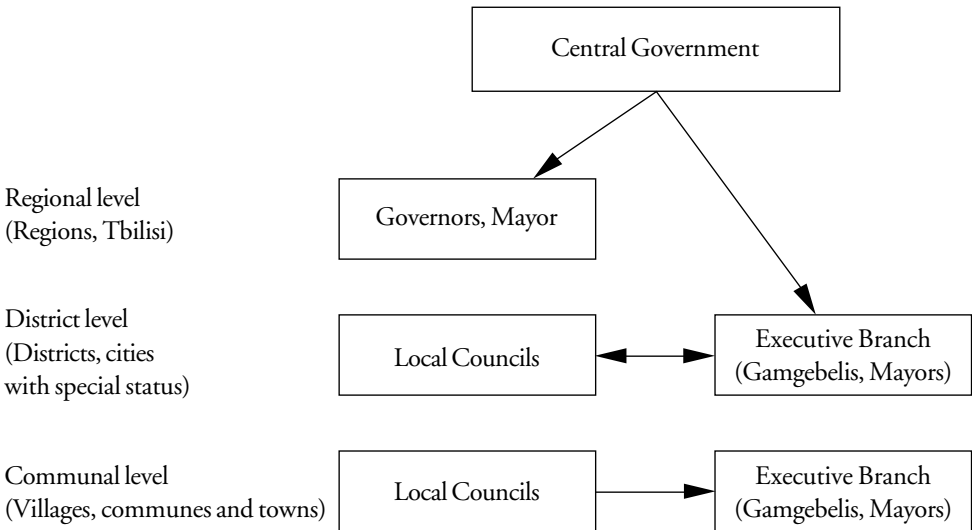 Central Government
Regional level
(Regions, Tbilisi)
Governors, Mayor
District level
(Districts, cities
with special status)
Local Councils
Executive Branch
(Gamgebelis, Mayors)
Communal level
(Villages, communes and towns)
Local Councils
Executive Branch
(Gamgebelis, Mayors)